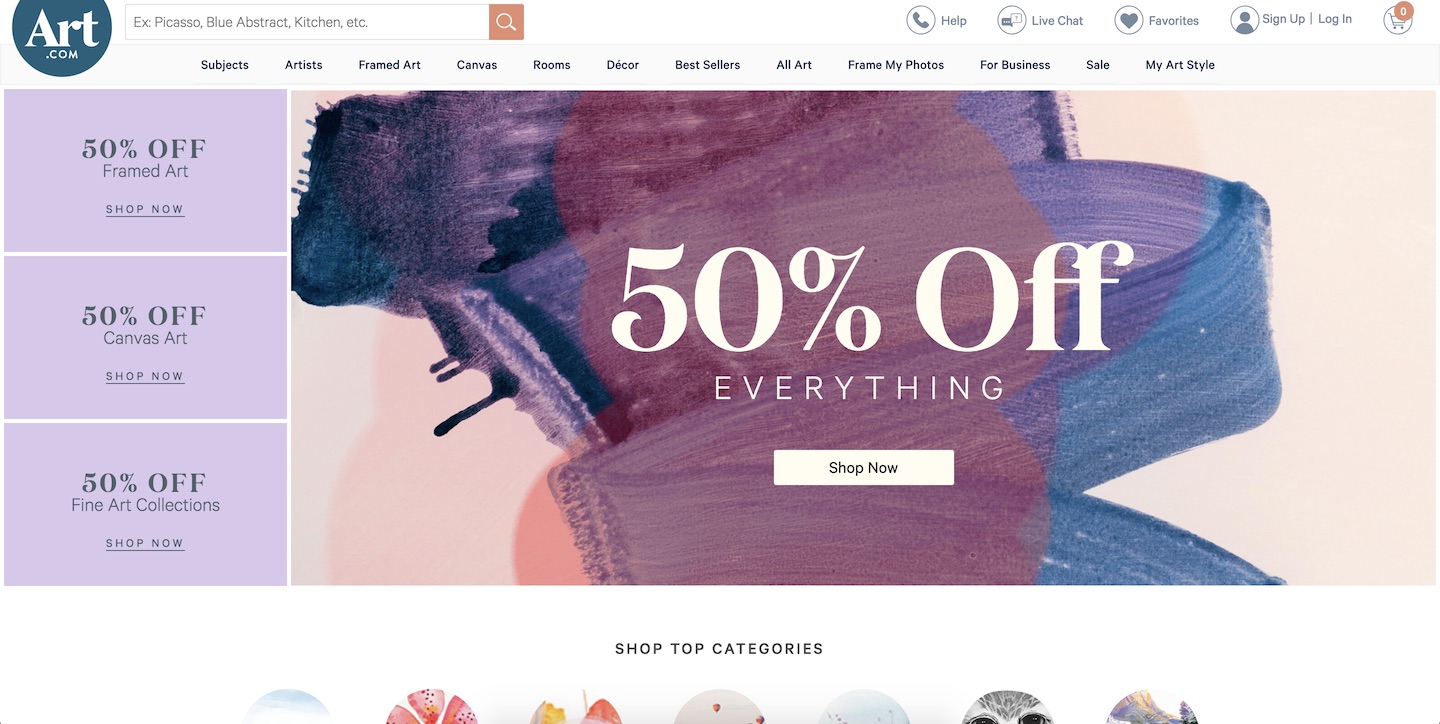 Art
.COM
Ex: Picasso, Blue Abstract, Kitchen, etc.
Help
Live Chat
Favorites
Sign Up | Log In
0
Subjects
Artists
Framed Art
Canvas
Rooms
Décor
Best Sellers
All Art
Frame My Photos
For Business
Sale
My Art Style
50% OFF
Framed Art
SHOP NOW
50% OFF
Canvas Art
SHOP NOW
50% OFF
Fine Art Collections
SHOP NOW
50% Off
EVERYTHING
Shop Now
SHOP TOP CATEGORIES